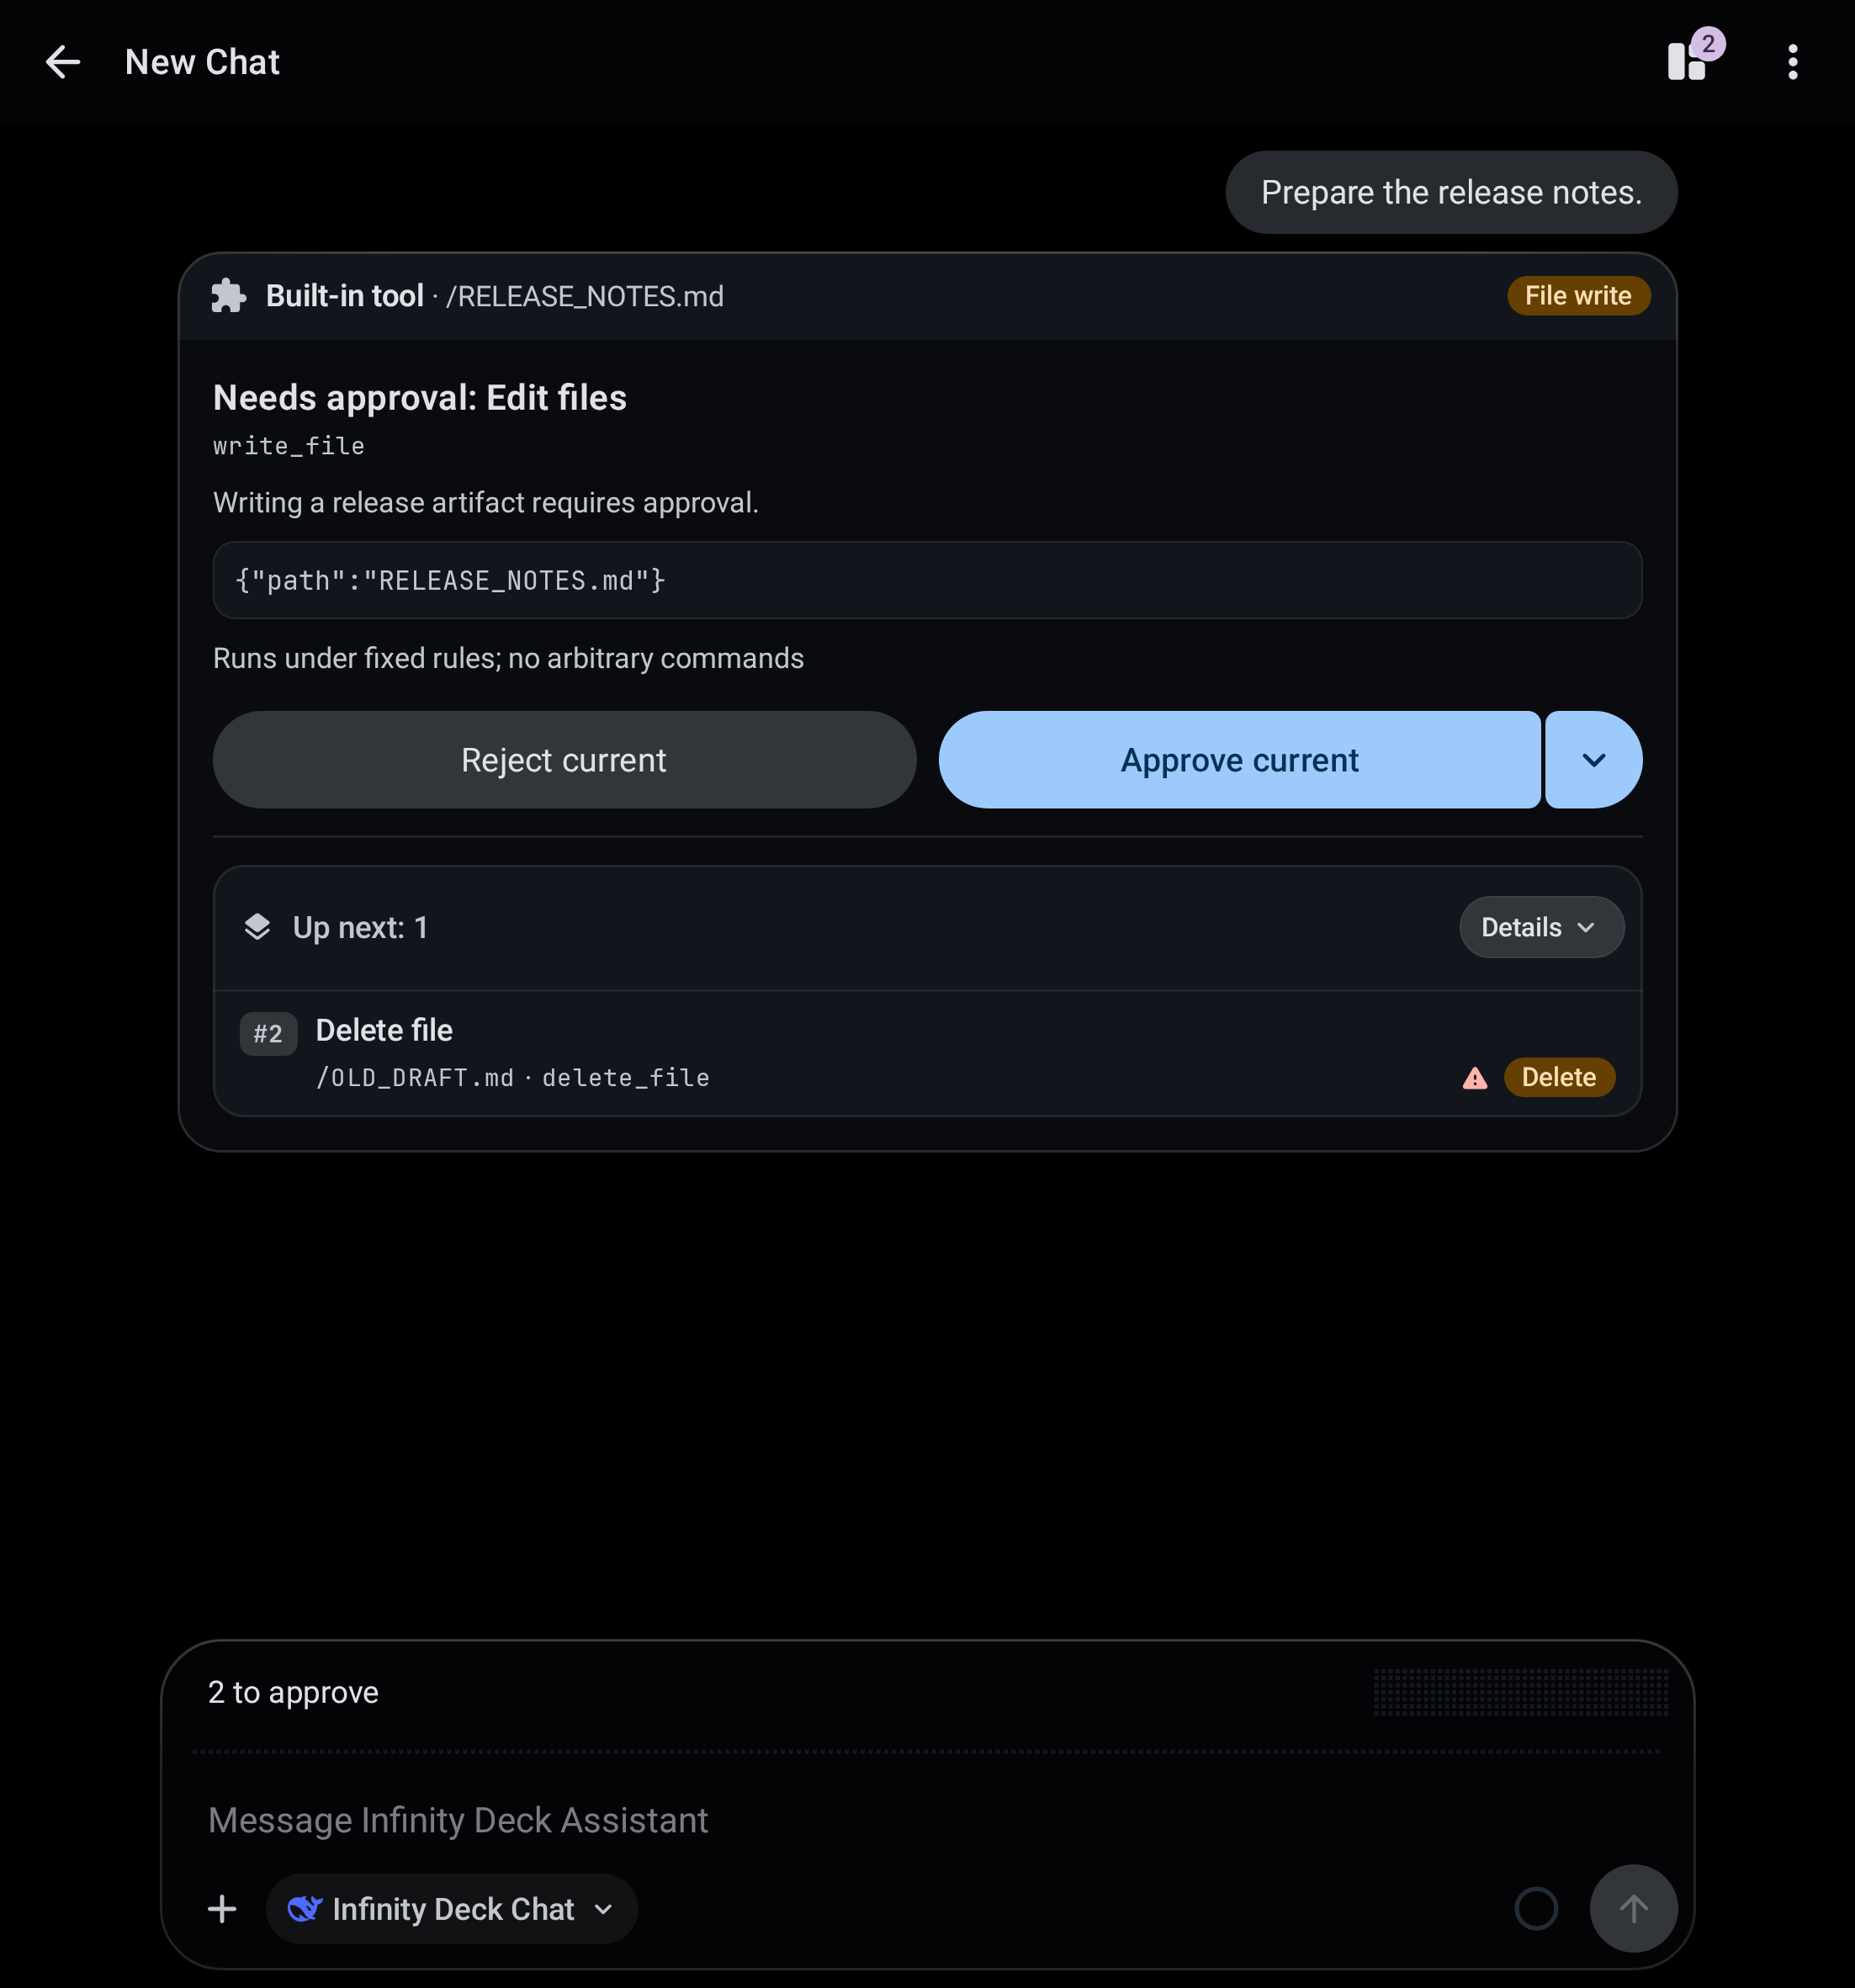 New Chat
2
Prepare the release notes.
Built-in tool · /RELEASE_NOTES.md
File write
Needs approval: Edit files
write_file
Writing a release artifact requires approval.
{"path":"RELEASE_NOTES.md"}
Runs under fixed rules; no arbitrary commands
Reject current
Approve current
Up next: 1
Details
#2
Delete file
/OLD_DRAFT.md · delete_file
Delete
2 to approve
Message Infinity Deck Assistant
Infinity Deck Chat